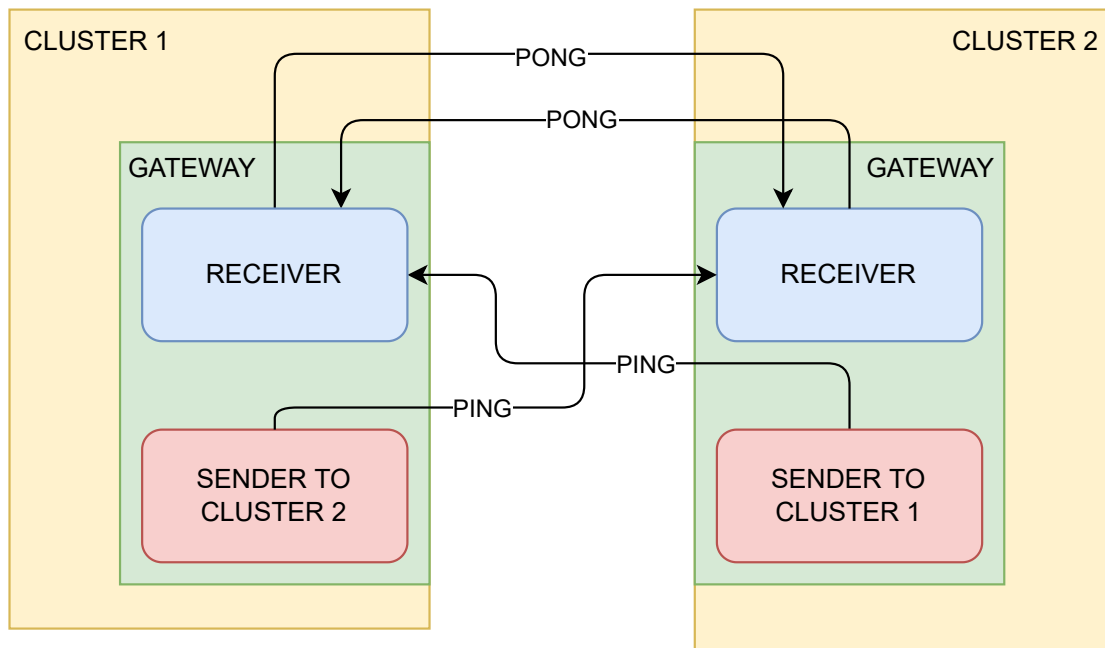 CLUSTER 1
CLUSTER 2
PONG
PONG
GATEWAY
GATEWAY
RECEIVER
RECEIVER
PING
PING
SENDER TO
CLUSTER 2
SENDER TO
CLUSTER 1